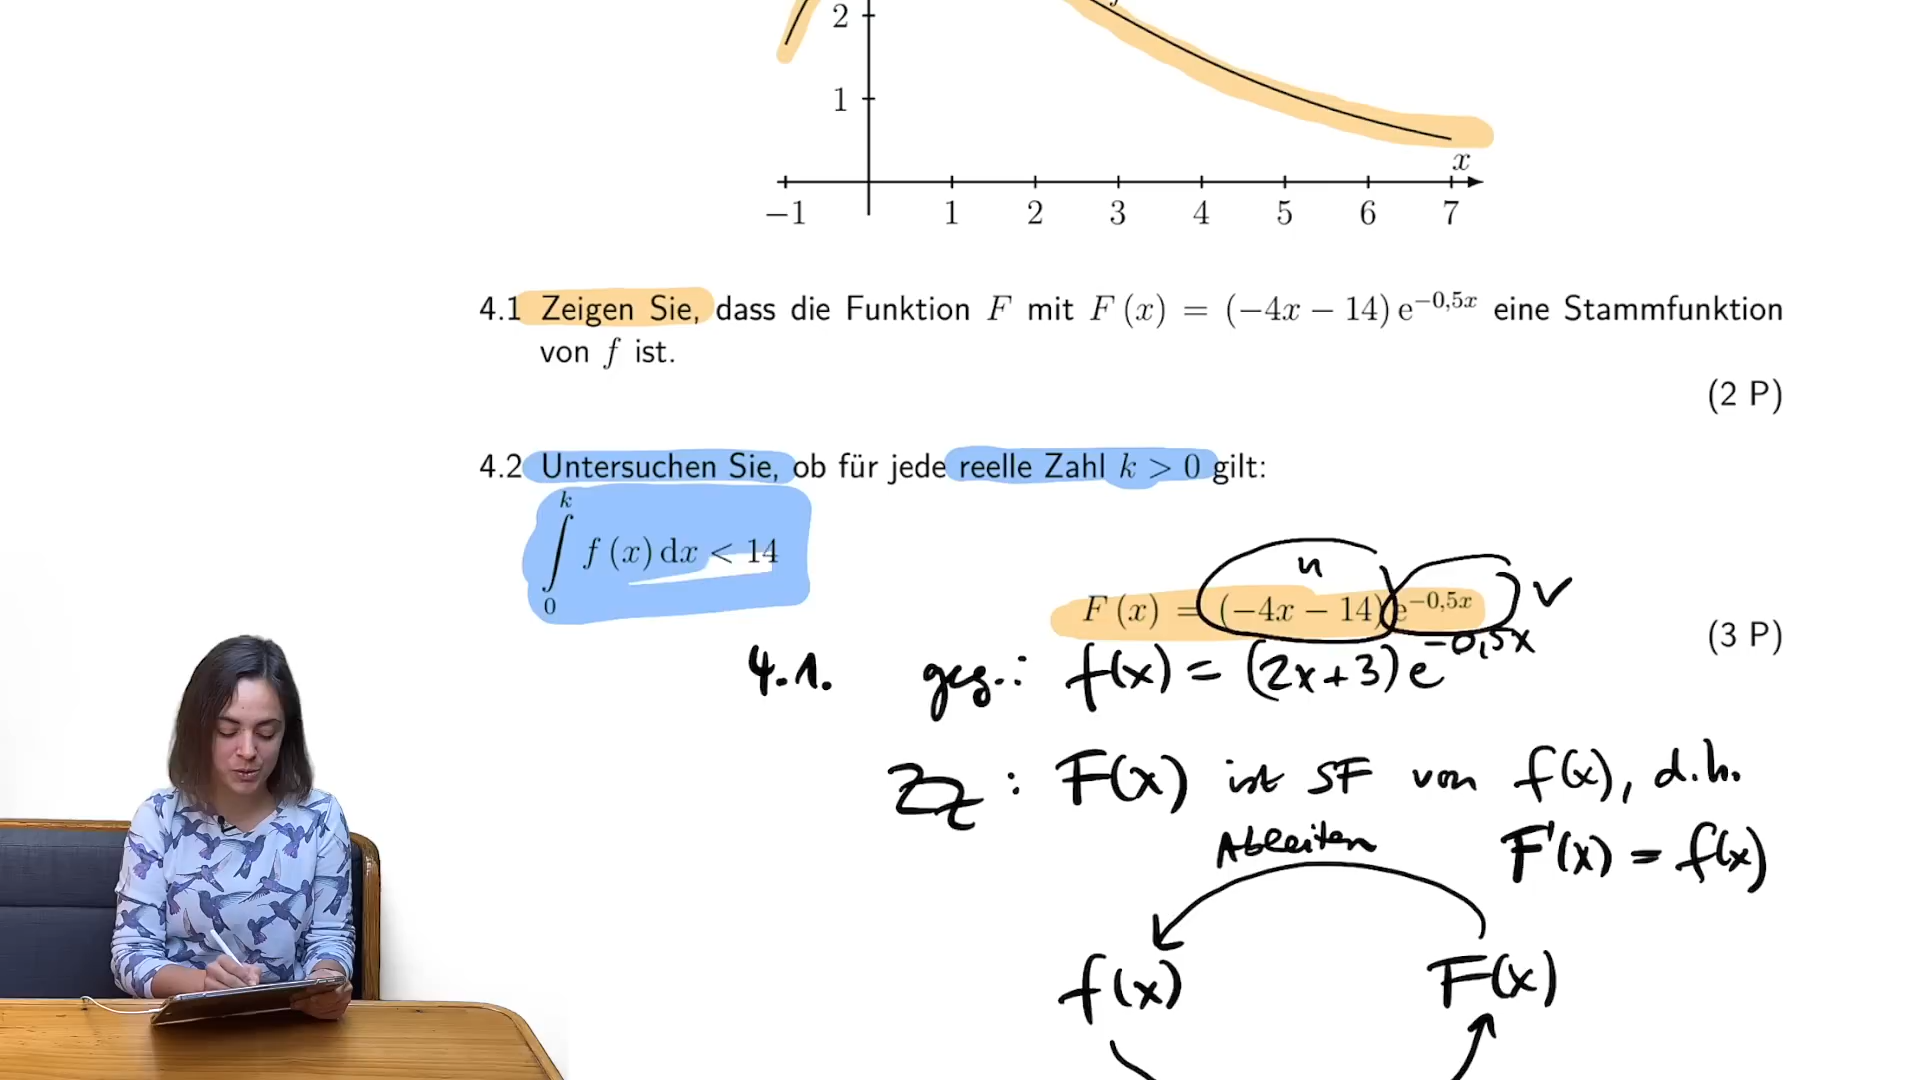 2
1
x
−1 1 2 3 4 5 6 7
4.1 Zeigen Sie, dass die Funktion F mit F (x) = (−4x − 14) e^{−0,5x} eine Stammfunktion
von f ist.
(2 P)
4.2 Untersuchen Sie, ob für jede reelle Zahl k > 0 gilt:
∫_0^k f (x) dx < 14
u v
F (x) = (−4x − 14) e^{−0,5x}
(3 P)
4.1. geg.: f(x) = (2x+3) e^{−0,5x}
ZZ : F(x) ist SF von f(x), d.h.
F'(x) = f(x)
Ableiten
f(x) F(x)